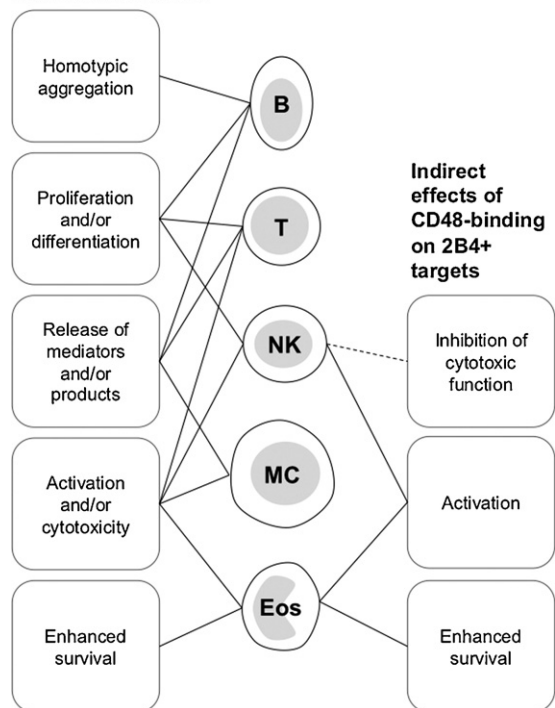 Homotypic
aggregation
Proliferation
and/or
differentiation
Release of
mediators
and/or
products
Activation
and/or
cytotoxicity
Enhanced
survival
B
T
NK
MC
Eos
Indirect
effects of
CD48-binding
on 2B4+
targets
Inhibition of
cytotoxic
function
Activation
Enhanced
survival